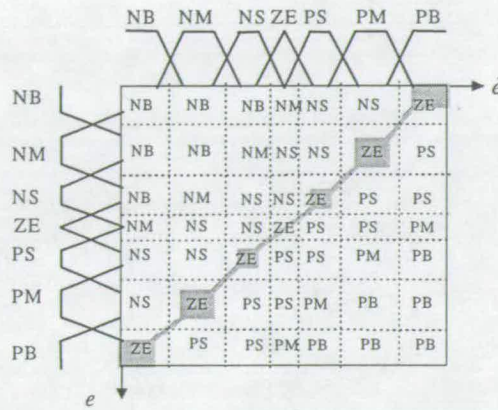 NB NM NS ZE PS PM PB
ė
NB NB NB NB NM NS NS ZE
NM NB NB NM NS NS ZE PS
NS NB NM NS NS ZE PS PS
ZE NM NS NS ZE PS PS PM
PS NS NS ZE PS PS PM PB
PM NS ZE PS PS PM PB PB
PB ZE PS PS PM PB PB PB
e